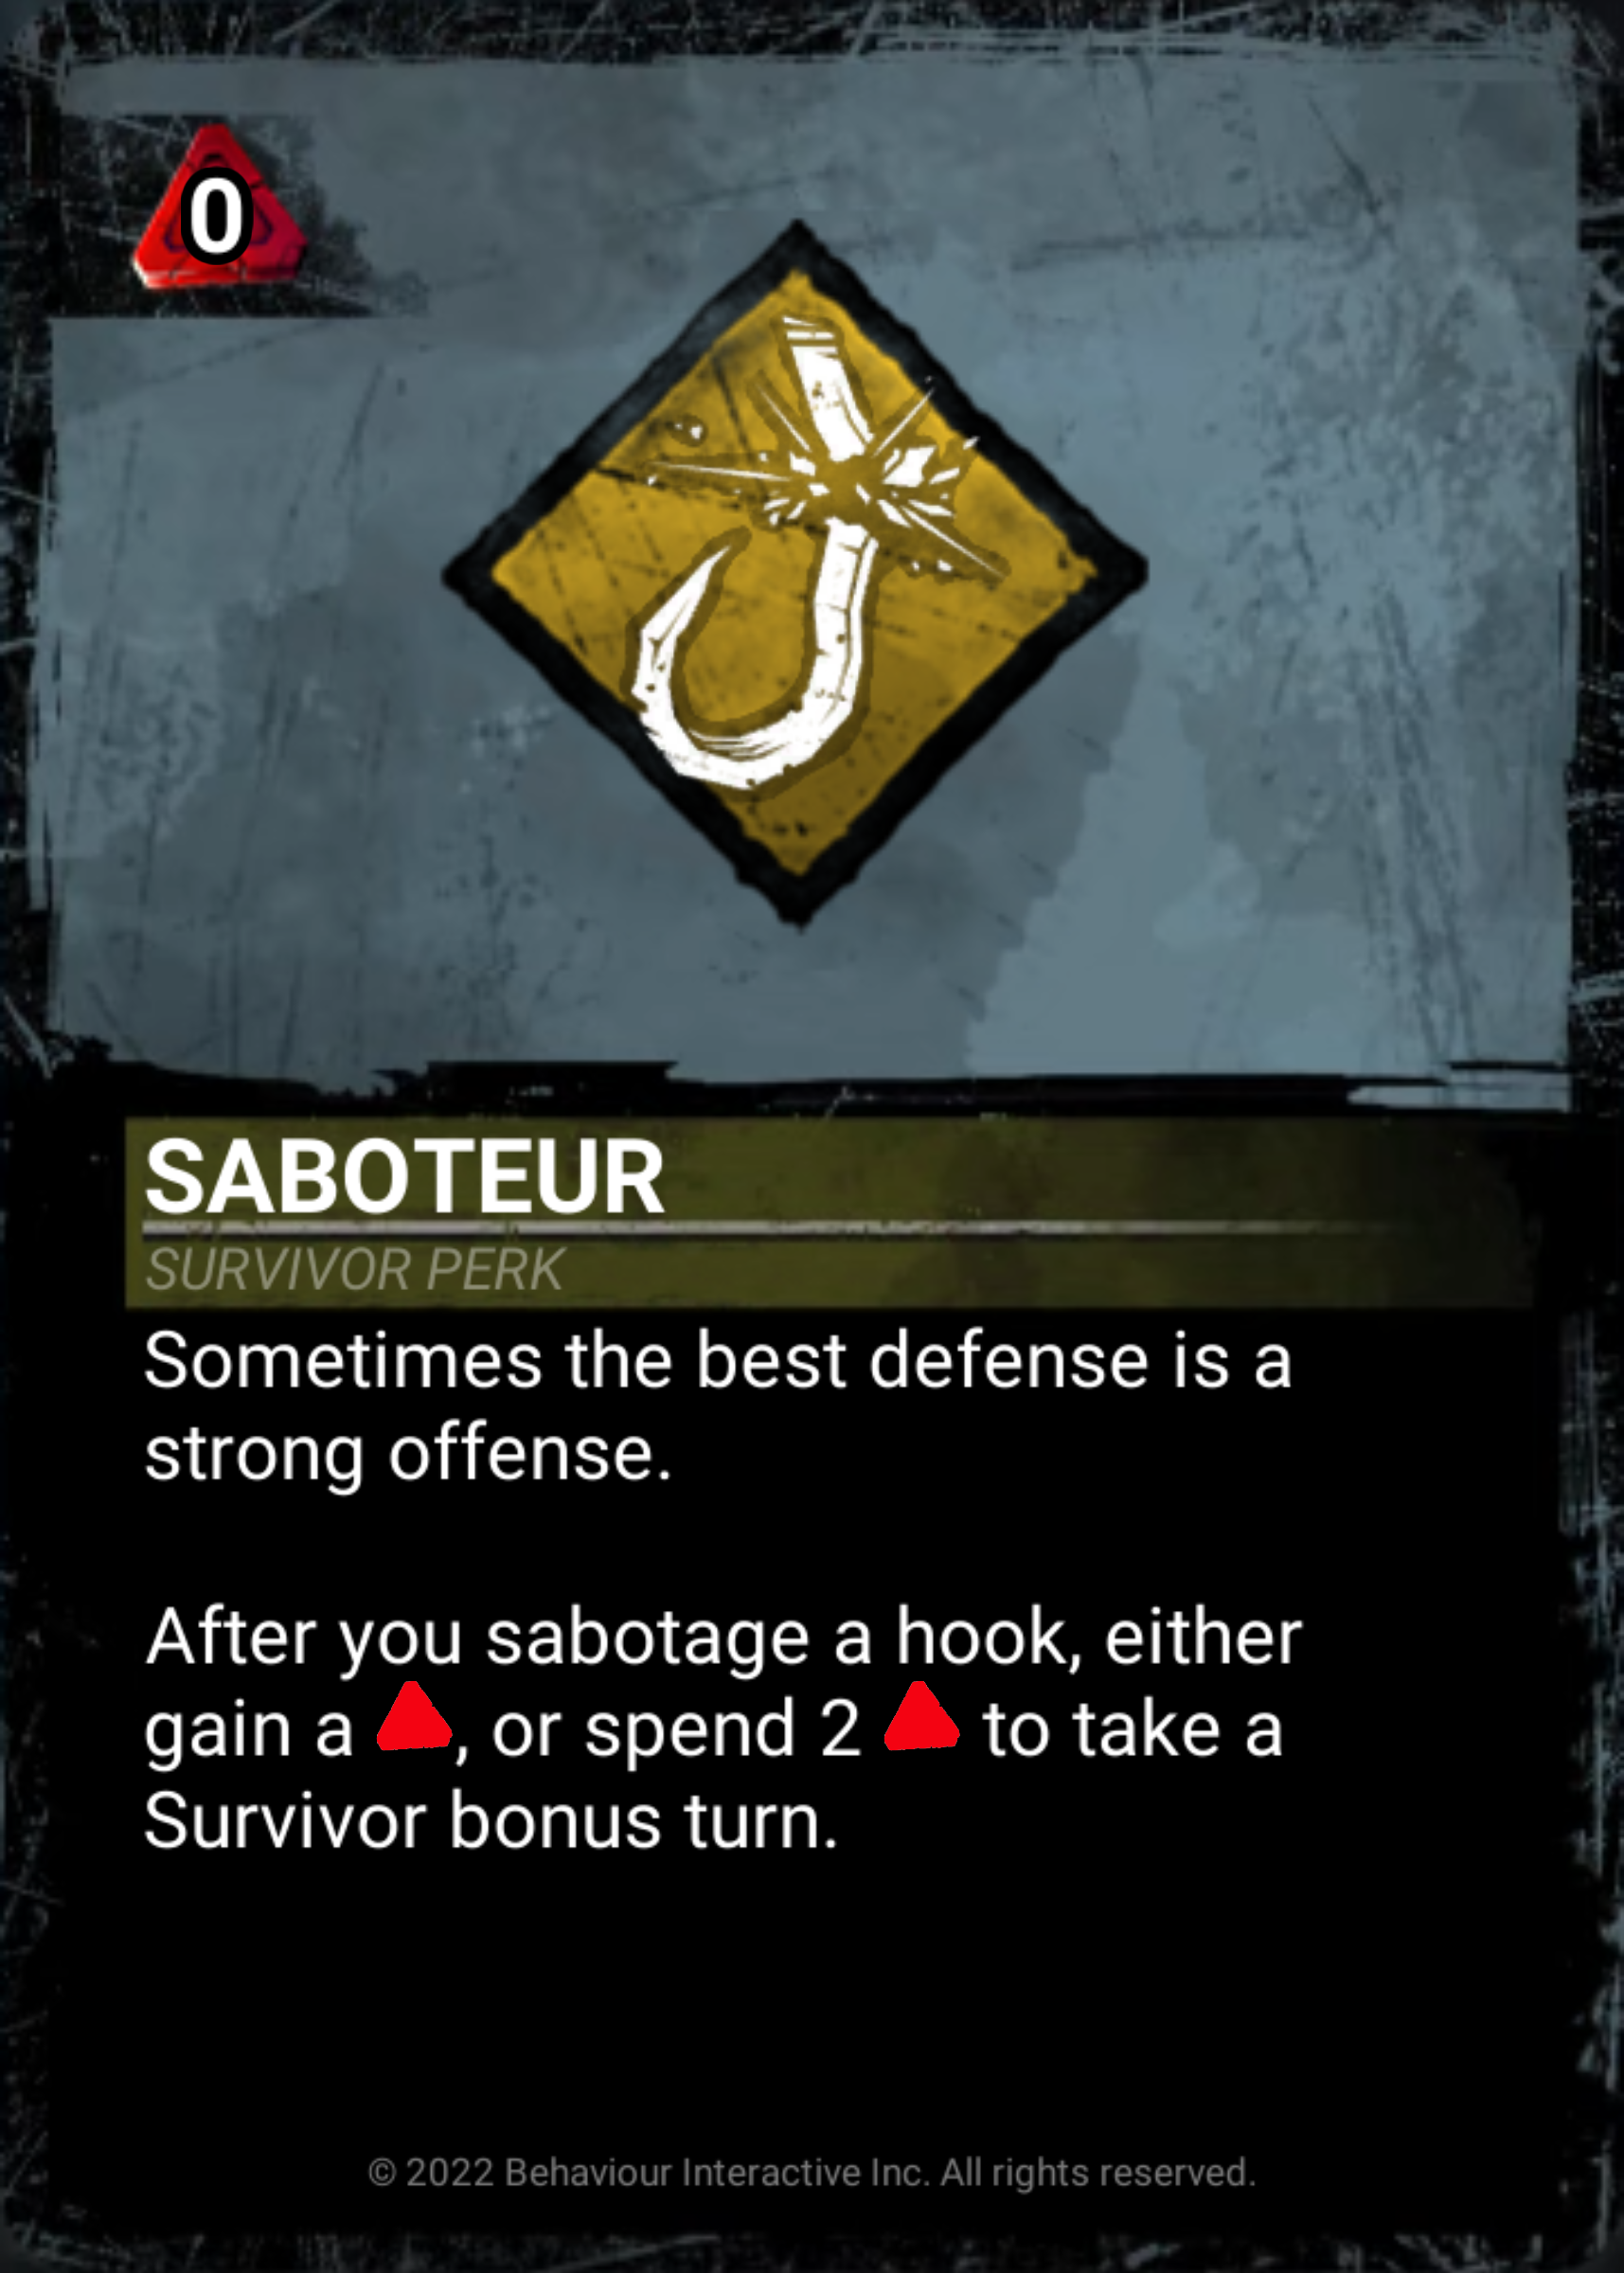 0
SABOTEUR
SURVIVOR PERK
Sometimes the best defense is a
strong offense.
After you sabotage a hook, either
gain a , or spend 2 to take a
Survivor bonus turn.
© 2022 Behaviour Interactive Inc. All rights reserved.